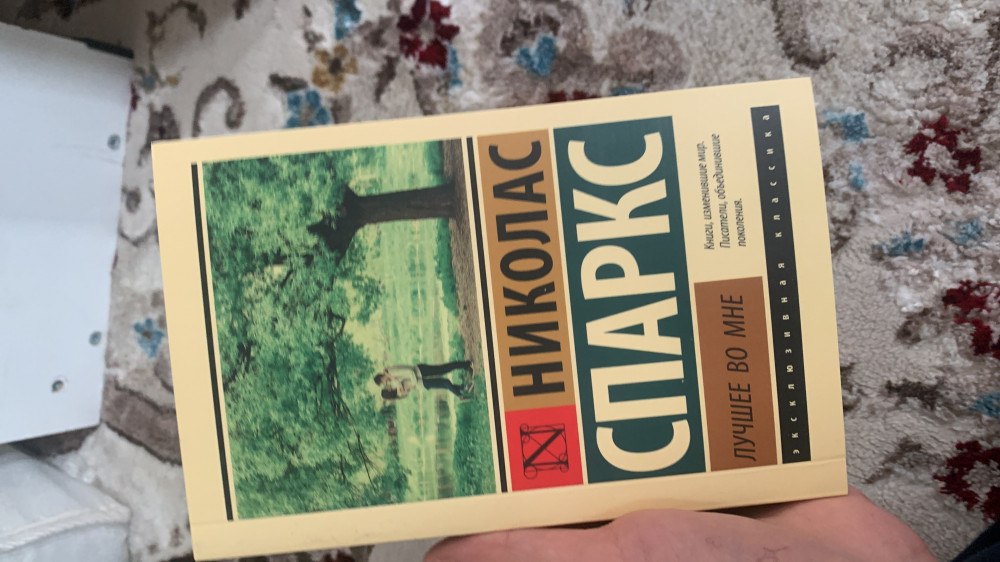 НИКОЛАС
СПАРКС
ЛУЧШЕЕ ВО МНЕ
Книги, изменившие мир.
Писатели, объединившие
поколения.
эксклюзивная классика